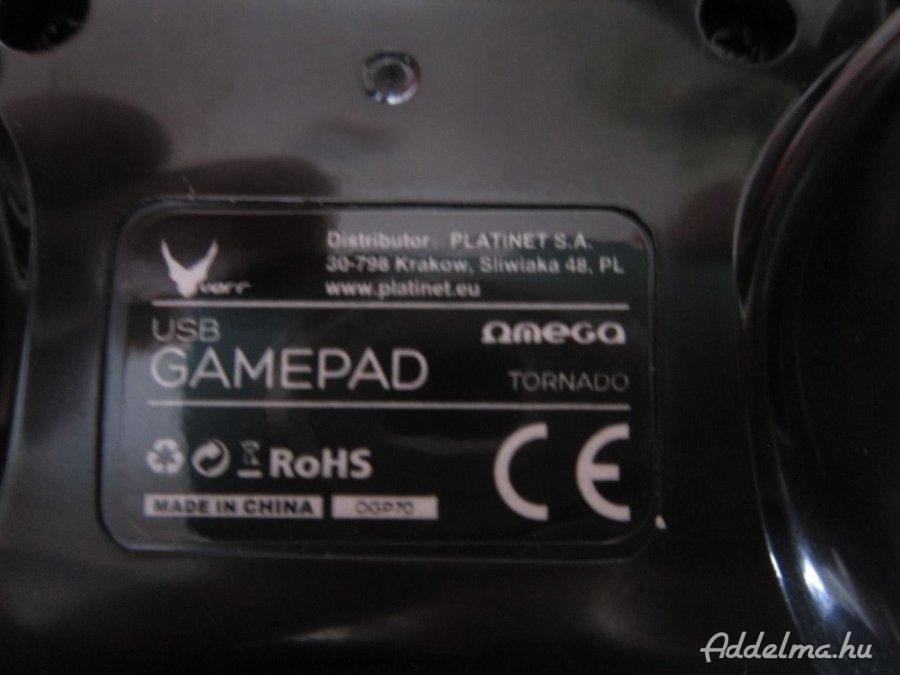 Distributor: PLATINET S.A.
30-798 Krakow, Sliwiaka 48, PL
www.platinet.eu
varr
USB
GAMEPAD
OMEGA
TORNADO
RoHS
CE
MADE IN CHINA
OGP70
Addelma.hu